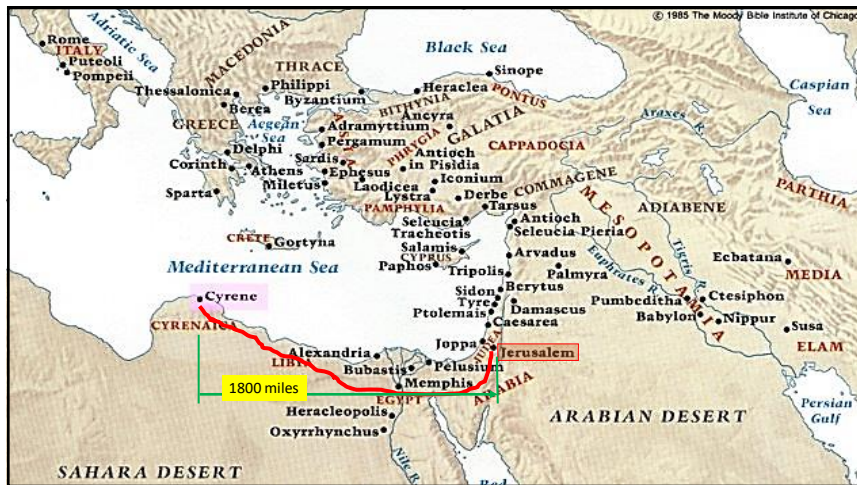 © 1985 The Moody Bible Institute of Chicago
Rome
ITALY
Puteoli
Pompeii
Adriatic Sea
MACEDONIA
THRACE
Black Sea
Sinope
Caspian
Sea
Philippi
Thessalonica
Byzantium
Heraclea
PONTUS
BITHYNIA
Berea
GREECE
Aegean
Sea
Ancyra
GALATIA
Araxes R.
Adramyttium
Pergamum
ASIA
PHRYGIA
CAPPADOCIA
Delphi
Sardis
Antioch
in Pisidia
Corinth
Athens
Ephesus
Iconium
COMMAGENE
Sparta
Miletus
Laodicea
Lystra
Derbe
PARTHIA
PAMPHYLIA
Tarsus
MESOPOTAMIA
ADIABENE
Seleucia
Tracheotis
Antioch
Seleucia Pieria
CRETE
Gortyna
Salamis
CYPRUS
Arvadus
Euphrates R.
Tigris R.
Ecbatana
Mediterranean Sea
Paphos
Tripolis
Palmyra
MEDIA
Cyrene
Sidon
Berytus
Tyre
Damascus
Pumbeditha
Ctesiphon
Ptolemais
Babylon
Nippur
Susa
CYRENAICA
Caesarea
Joppa
JUDEA
Jerusalem
ELAM
Alexandria
LIBYA
Bubastis
Pelusium
Memphis
EGYPT
ARABIA
1800 miles
Heracleopolis
ARABIAN DESERT
Persian
Gulf
Oxyrrhynchus
Nile R.
SAHARA DESERT
Red